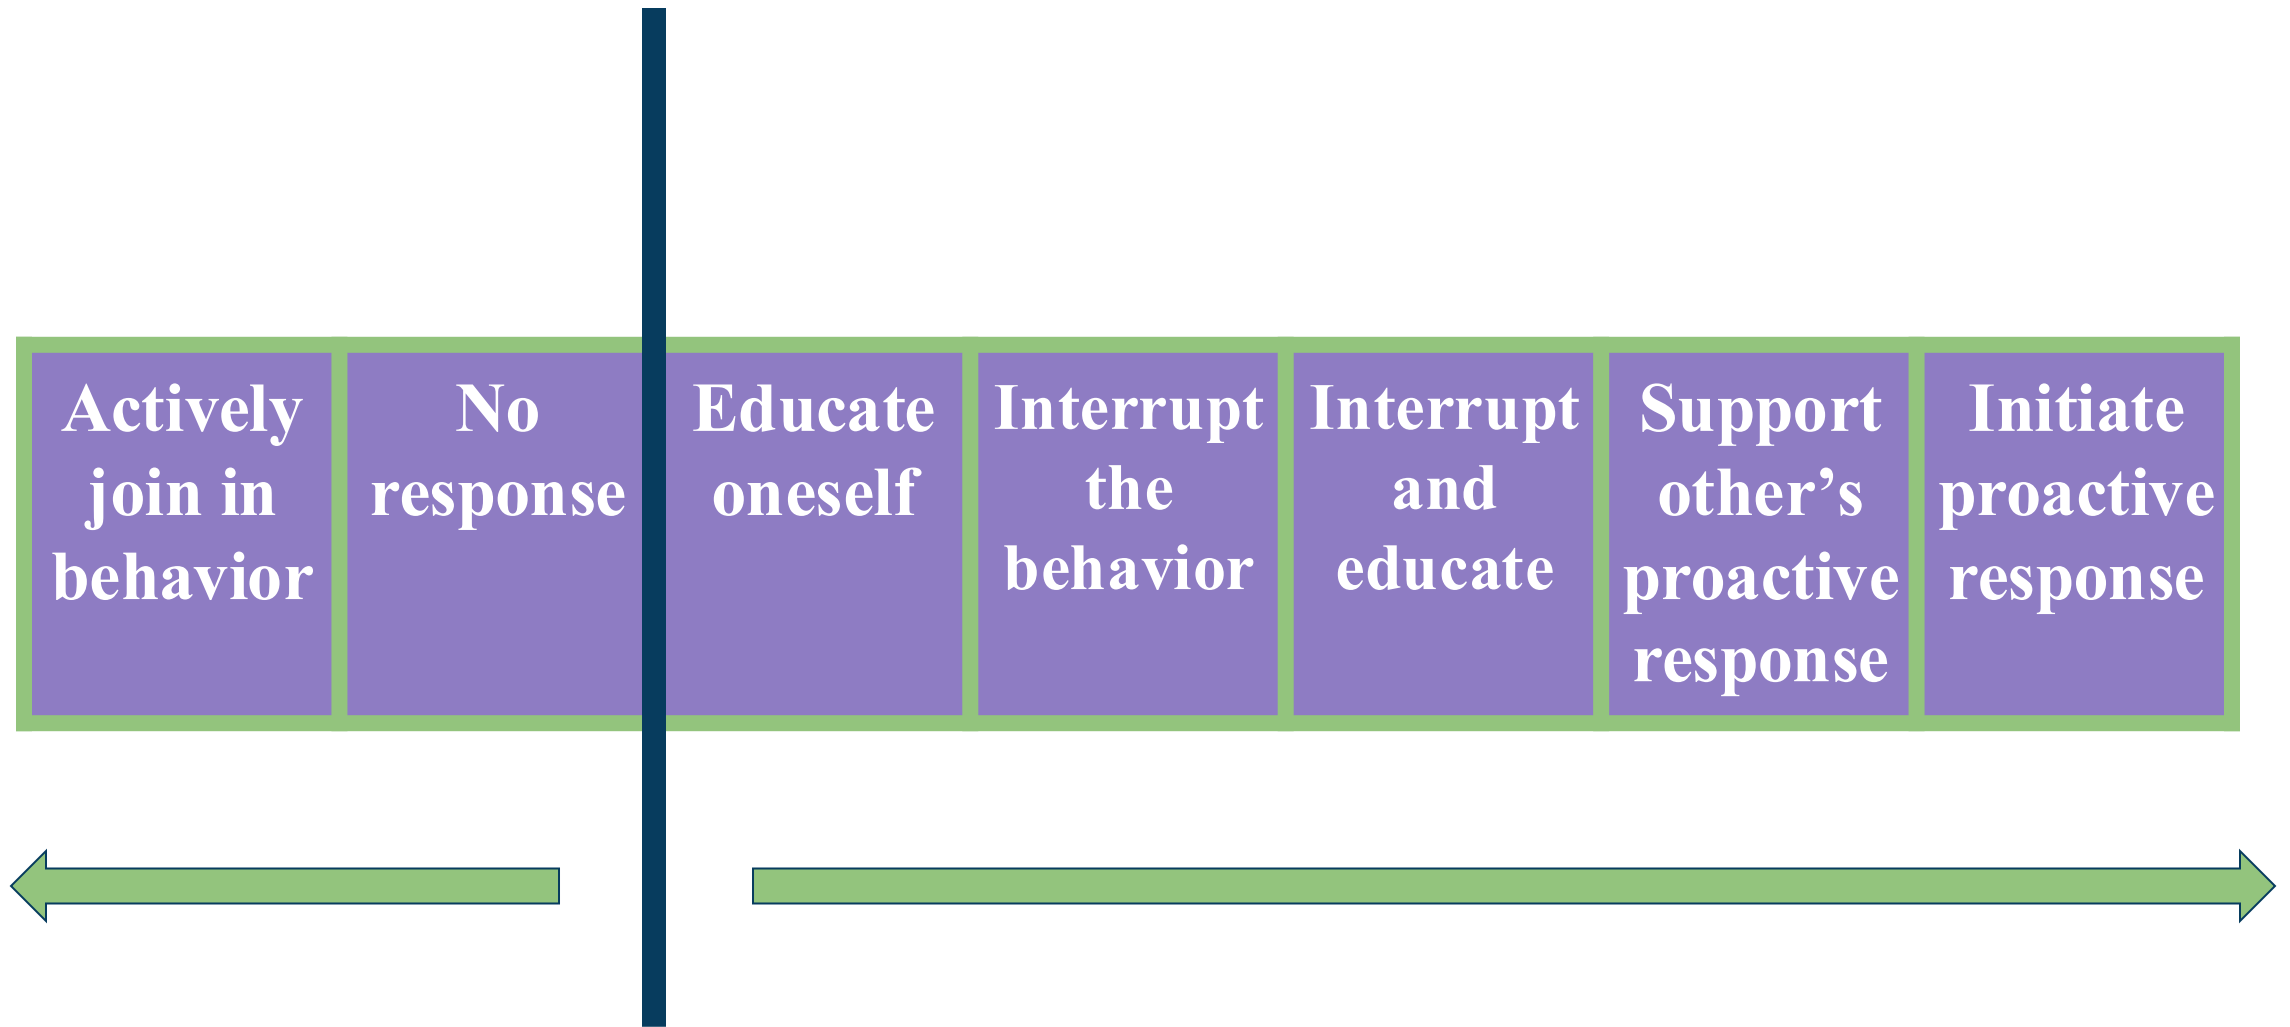 Actively
join in
behavior
No
response
Educate
oneself
Interrupt
the
behavior
Interrupt
and
educate
Support
other’s
proactive
response
Initiate
proactive
response